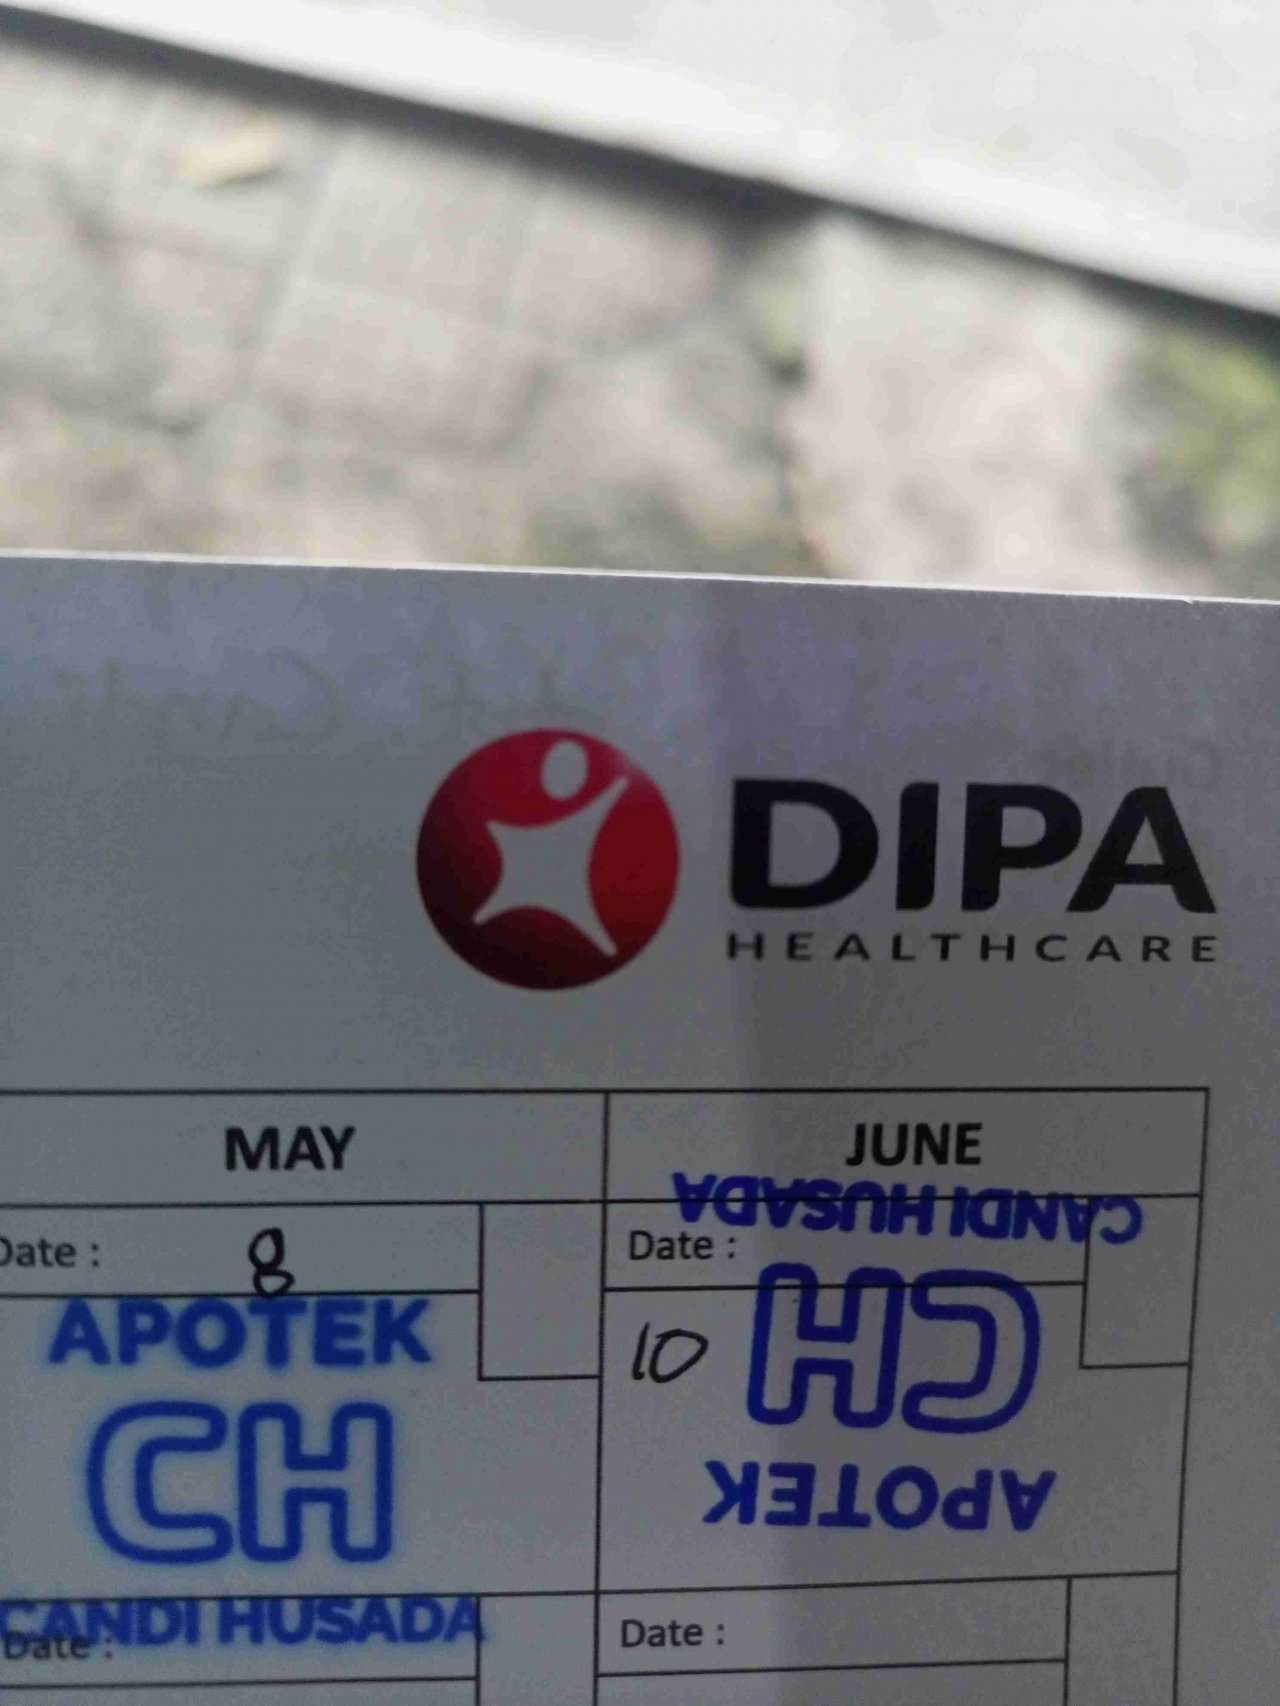 DIPA
HEALTHCARE
MAY
JUNE
Date :
8
Date :
10
APOTEK
CH
CANDI HUSADA
APOTEK
CH
CANDI HUSADA
Date :
Date :